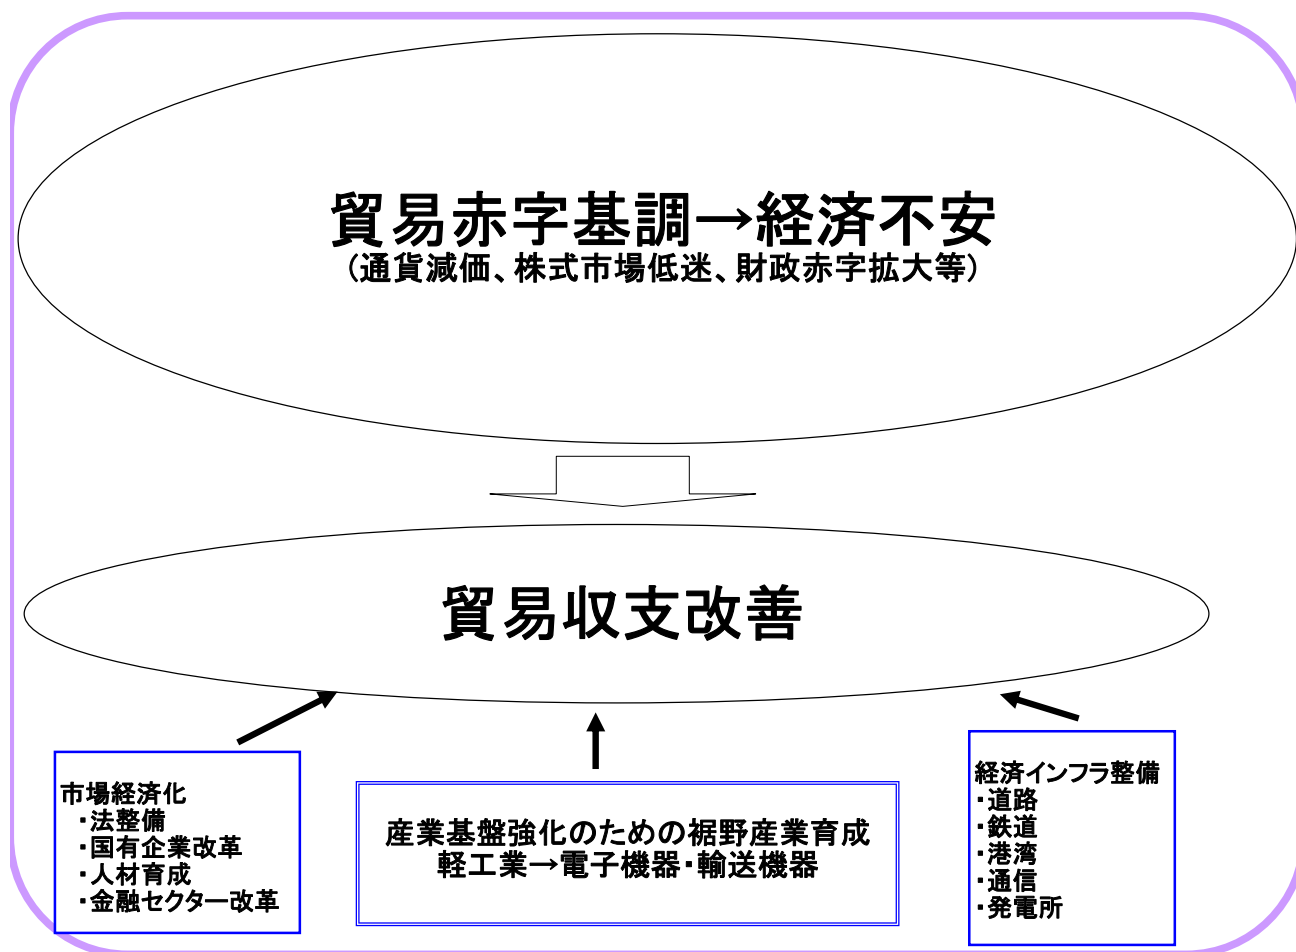 貿易赤字基調→経済不安
（通貨減価、株式市場低迷、財政赤字拡大等）
貿易収支改善
市場経済化
・法整備
・国有企業改革
・人材育成
・金融セクター改革
産業基盤強化のための裾野産業育成
軽工業→電子機器・輸送機器
経済インフラ整備
・道路
・鉄道
・港湾
・通信
・発電所